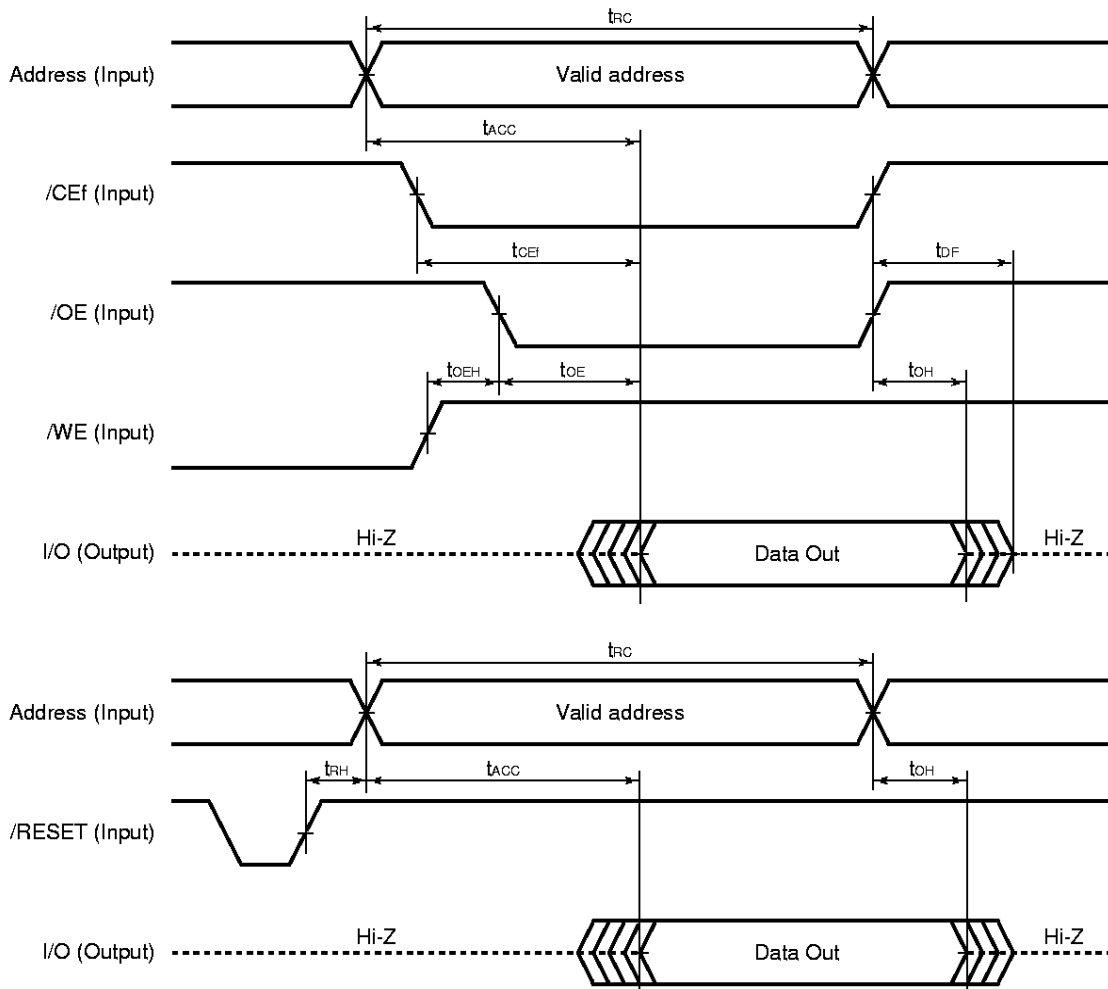 tRC
Address (Input) Valid address
tACC
/CEf (Input)
tCEf tDF
/OE (Input)
tOEH tOE tOH
/WE (Input)
Hi-Z Hi-Z
I/O (Output) Data Out
tRC
Address (Input) Valid address
tRH tACC tOH
/RESET (Input)
Hi-Z Hi-Z
I/O (Output) Data Out